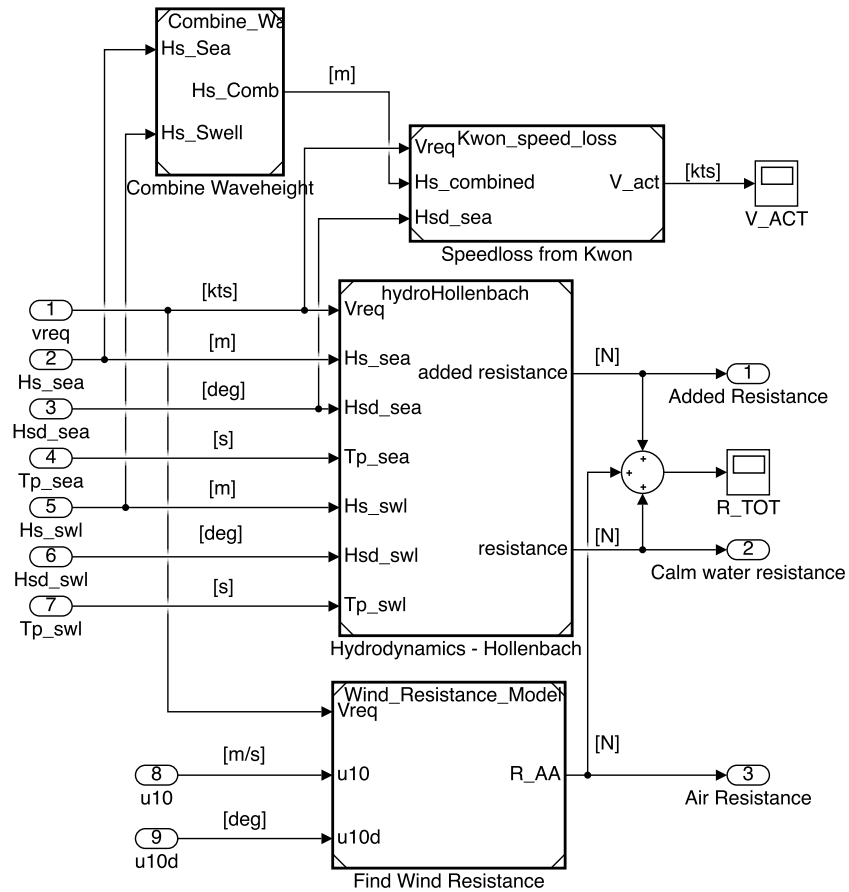 Combine_Wa
Hs_Sea
Hs_Comb
Hs_Swell
Combine Waveheight
[m]
Kwon_speed_loss
Vreq
Hs_combined
V_act
Hsd_sea
Speedloss from Kwon
[kts]
V_ACT
1
vreq
[kts]
2
Hs_sea
[m]
3
Hsd_sea
[deg]
4
Tp_sea
[s]
5
Hs_swl
[m]
6
Hsd_swl
[deg]
7
Tp_swl
[s]
hydroHollenbach
Vreq
Hs_sea
added resistance
Hsd_sea
Tp_sea
Hs_swl
resistance
Hsd_swl
Tp_swl
Hydrodynamics - Hollenbach
[N]
1
Added Resistance
+
+
+
R_TOT
[N]
2
Calm water resistance
Wind_Resistance_Model
Vreq
8
u10
[m/s]
u10
R_AA
9
u10d
[deg]
u10d
Find Wind Resistance
[N]
3
Air Resistance